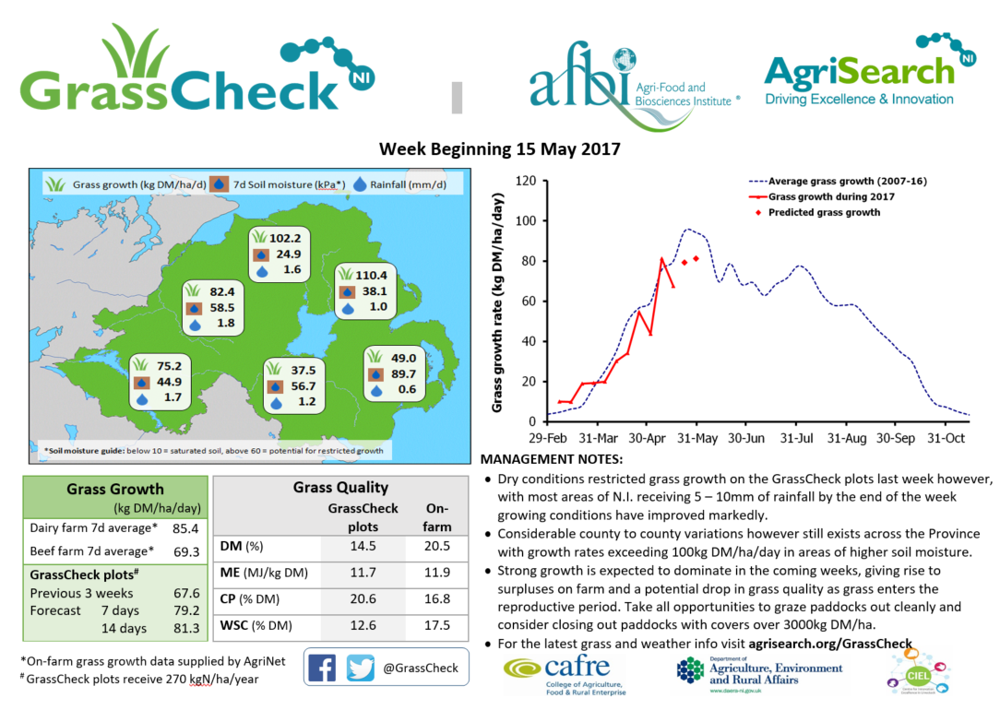 GrassCheck NI
afbi Agri-Food and
Biosciences Institute ®
AgriSearch NI
Driving Excellence & Innovation
Week Beginning 15 May 2017
Grass growth (kg DM/ha/d) 7d Soil moisture (kPa*) Rainfall (mm/d)
102.2
24.9
1.6
110.4
38.1
1.0
82.4
58.5
1.8
75.2
44.9
1.7
37.5
56.7
1.2
49.0
89.7
0.6
*Soil moisture guide: below 10 = saturated soil, above 60 = potential for restricted growth
Grass growth rate (kg DM/ha/day)
120
100
80
60
40
20
0
29-Feb 31-Mar 30-Apr 31-May 30-Jun 31-Jul 31-Aug 30-Sep 31-Oct
Average grass growth (2007-16)
Grass growth during 2017
Predicted grass growth
Grass Growth
(kg DM/ha/day)
Dairy farm 7d average* 85.4
Beef farm 7d average* 69.3
GrassCheck plots#
Previous 3 weeks 67.6
Forecast 7 days 79.2
14 days 81.3
Grass Quality
GrassCheck plots On-farm
DM (%) 14.5 20.5
ME (MJ/kg DM) 11.7 11.9
CP (% DM) 20.6 16.8
WSC (% DM) 12.6 17.5
*On-farm grass growth data supplied by AgriNet
# GrassCheck plots receive 270 kgN/ha/year
@GrassCheck
MANAGEMENT NOTES:
• Dry conditions restricted grass growth on the GrassCheck plots last week however,
with most areas of N.I. receiving 5 – 10mm of rainfall by the end of the week
growing conditions have improved markedly.
• Considerable county to county variations however still exists across the Province
with growth rates exceeding 100kg DM/ha/day in areas of higher soil moisture.
• Strong growth is expected to dominate in the coming weeks, giving rise to
surpluses on farm and a potential drop in grass quality as grass enters the
reproductive period. Take all opportunities to graze paddocks out cleanly and
consider closing out paddocks with covers over 3000kg DM/ha.
• For the latest grass and weather info visit agrisearch.org/GrassCheck
cafre
College of Agriculture,
Food & Rural Enterprise
Department of
Agriculture, Environment
and Rural Affairs
www.daera-ni.gov.uk
CIEL